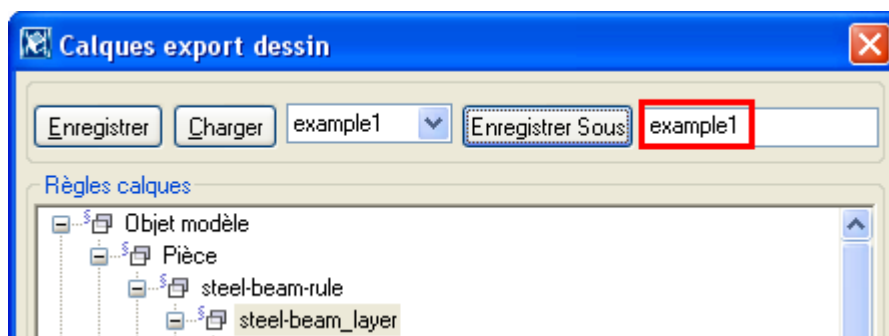 Calques export dessin
Enregistrer Charger example1 Enregistrer Sous example1
Règles calques
Objet modèle
Pièce
steel-beam-rule
steel-beam_layer